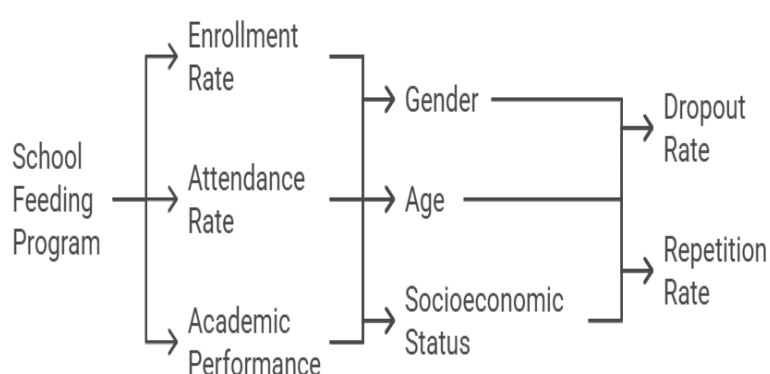 School
Feeding
Program
Enrollment
Rate
Attendance
Rate
Academic
Performance
Gender
Age
Socioeconomic
Status
Dropout
Rate
Repetition
Rate